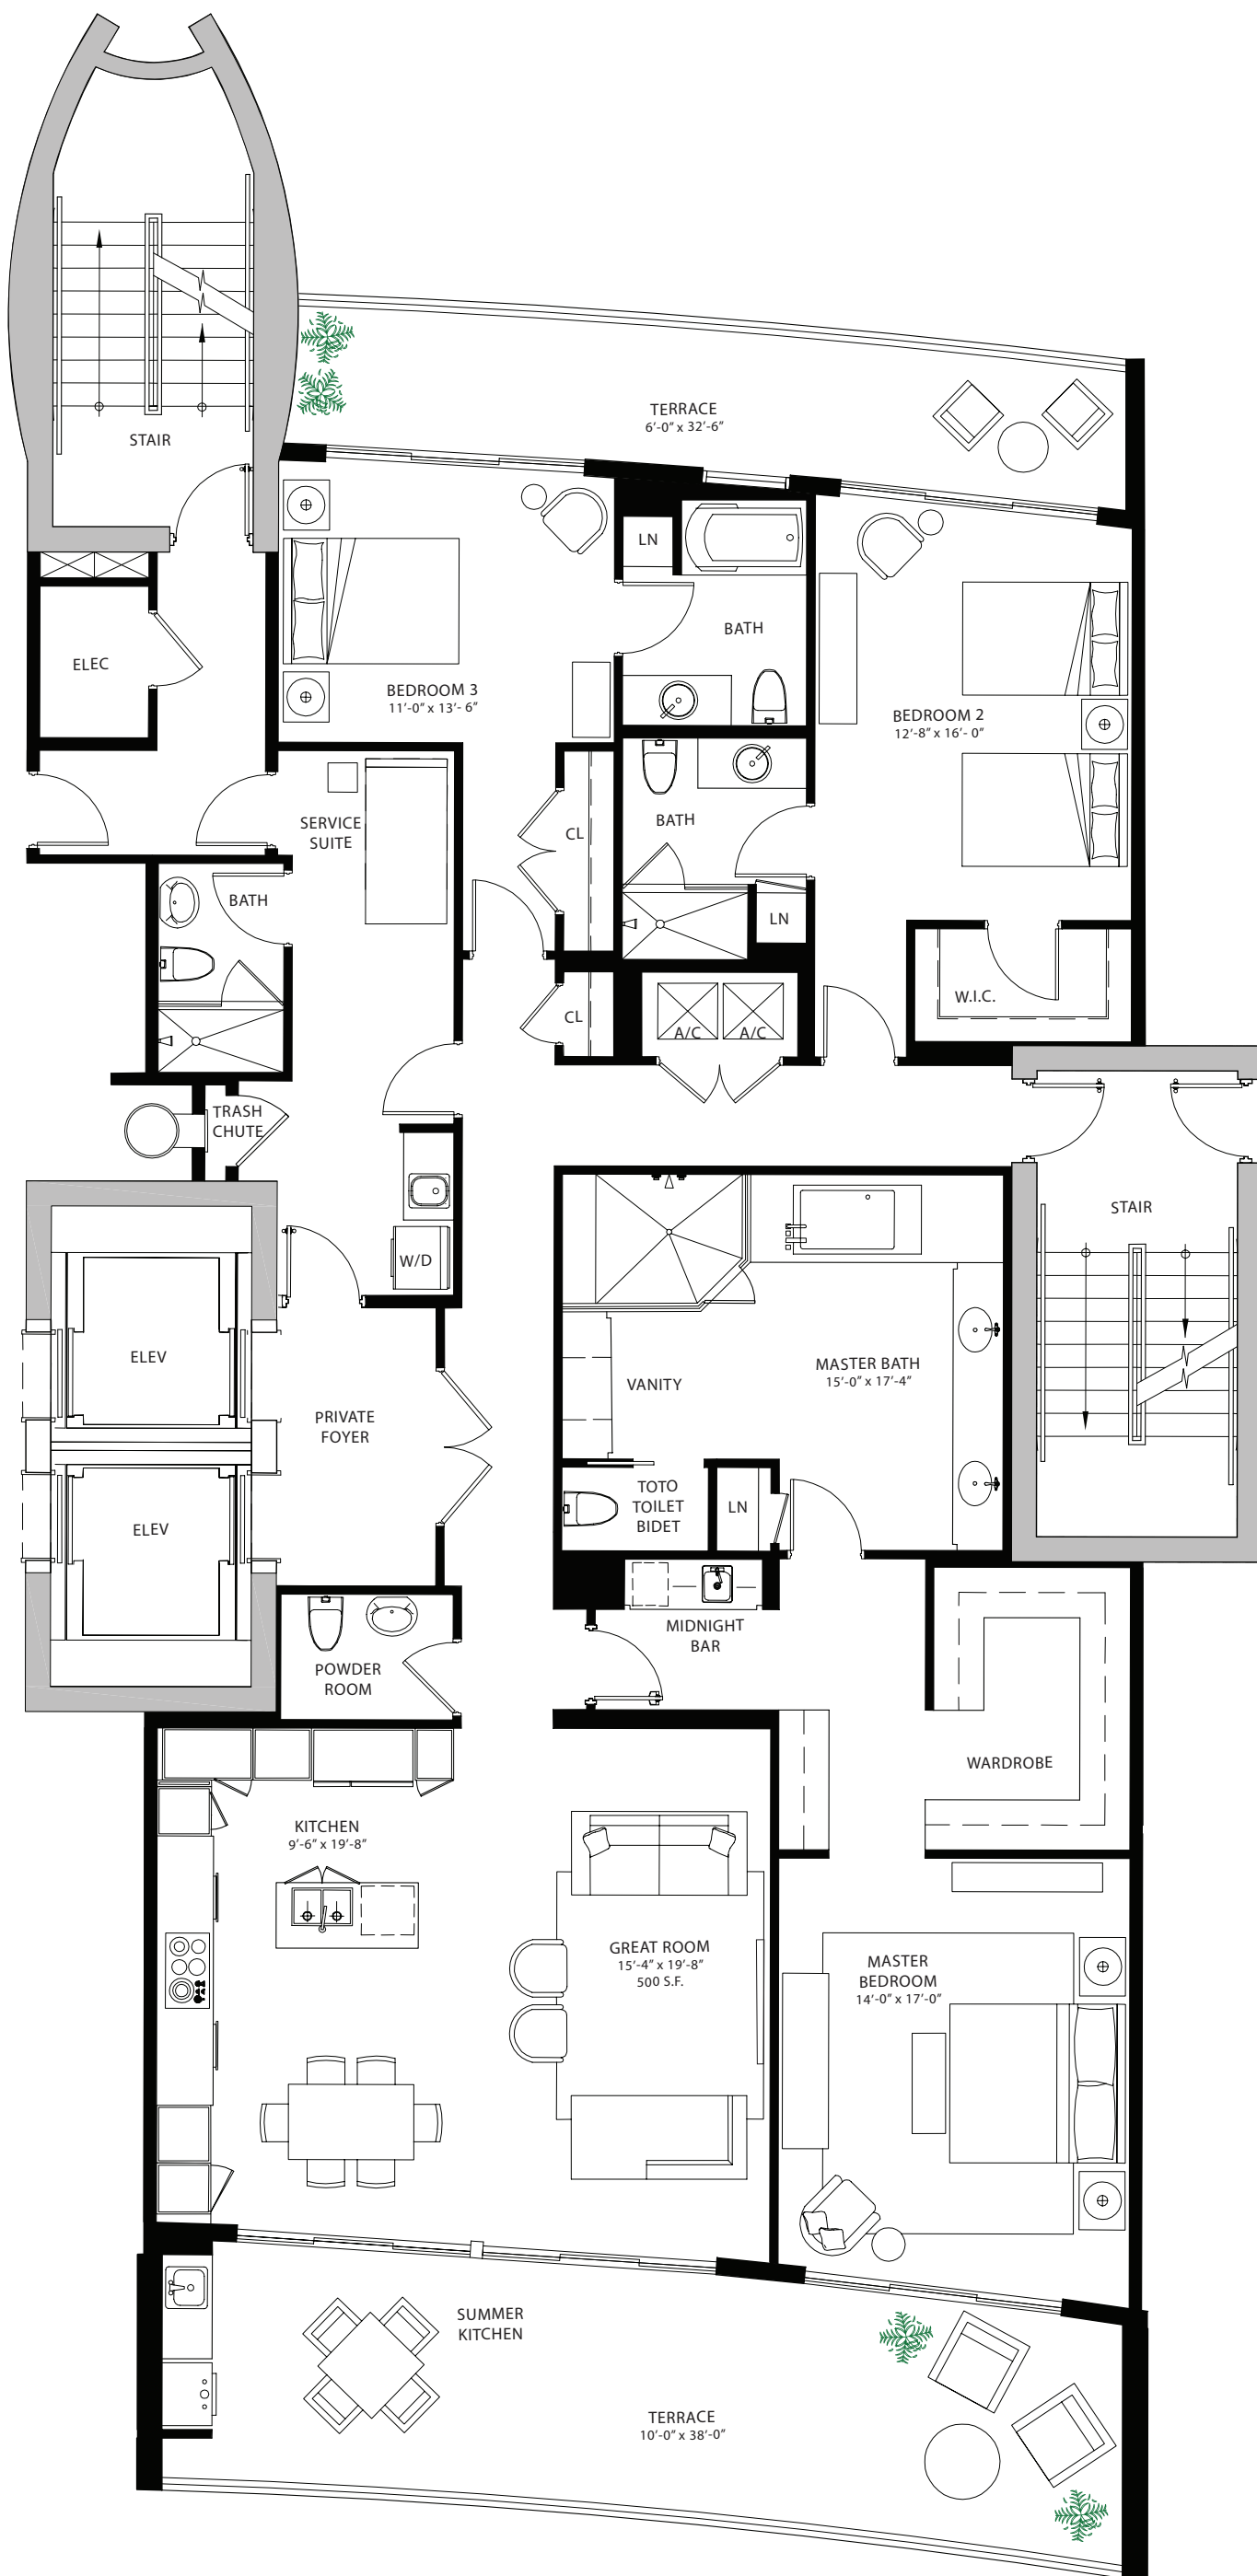 TERRACE
6'-0" x 32'-6"
STAIR
LN
BATH
ELEC
BEDROOM 3
11'-0" x 13'- 6"
BEDROOM 2
12'-8" x 16'- 0"
SERVICE
SUITE
CL
BATH
BATH
LN
W.I.C.
CL
A/C
A/C
TRASH
CHUTE
STAIR
W/D
ELEV
MASTER BATH
15'-0" x 17'-4"
VANITY
PRIVATE
FOYER
TOTO
TOILET
BIDET
LN
ELEV
MIDNIGHT
BAR
POWDER
ROOM
WARDROBE
KITCHEN
9'-6" x 19'-8"
GREAT ROOM
15'-4" x 19'-8"
500 S.F.
MASTER
BEDROOM
14'-0" x 17'-0"
SUMMER
KITCHEN
TERRACE
10'-0" x 38'-0"